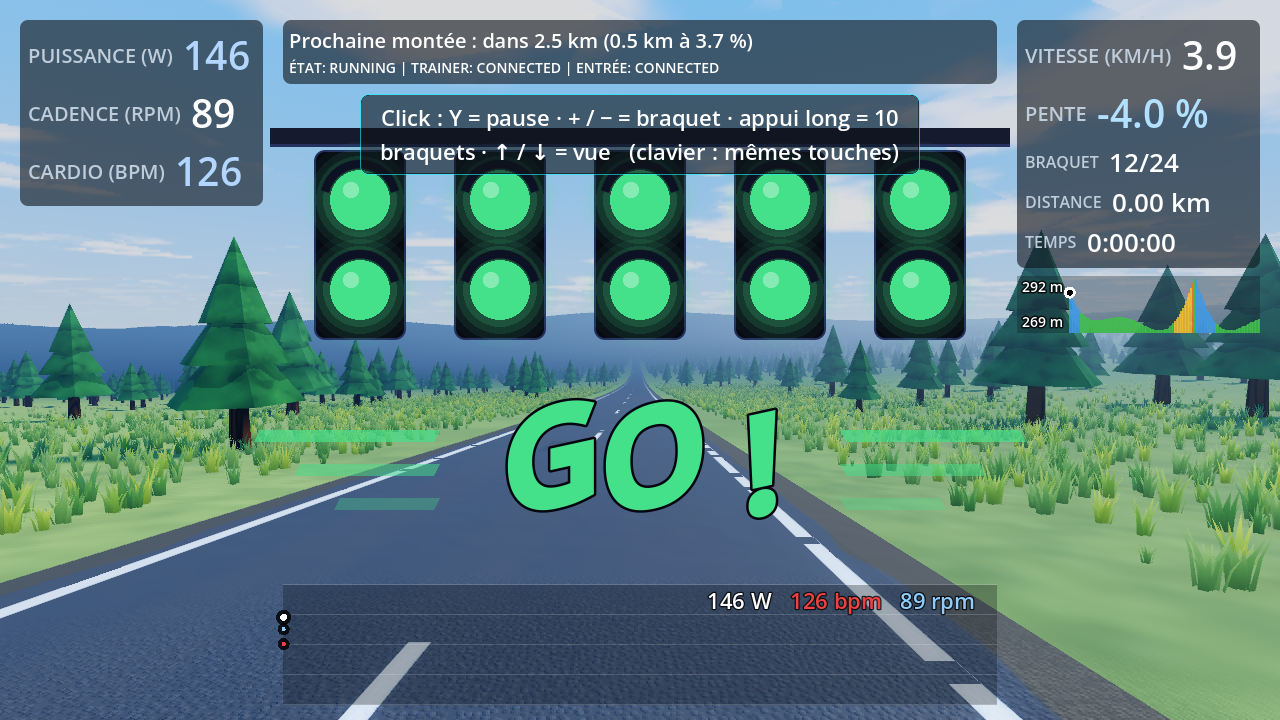 PUISSANCE (W) 146
CADENCE (RPM) 89
CARDIO (BPM) 126
Prochaine montée : dans 2.5 km (0.5 km à 3.7 %)
ÉTAT: RUNNING | TRAINER: CONNECTED | ENTRÉE: CONNECTED
Click : Y = pause · + / − = braquet · appui long = 10
braquets · ↑ / ↓ = vue (clavier : mêmes touches)
VITESSE (KM/H) 3.9
PENTE -4.0 %
BRAQUET 12/24
DISTANCE 0.00 km
TEMPS 0:00:00
292 m
269 m
GO !
146 W 126 bpm 89 rpm